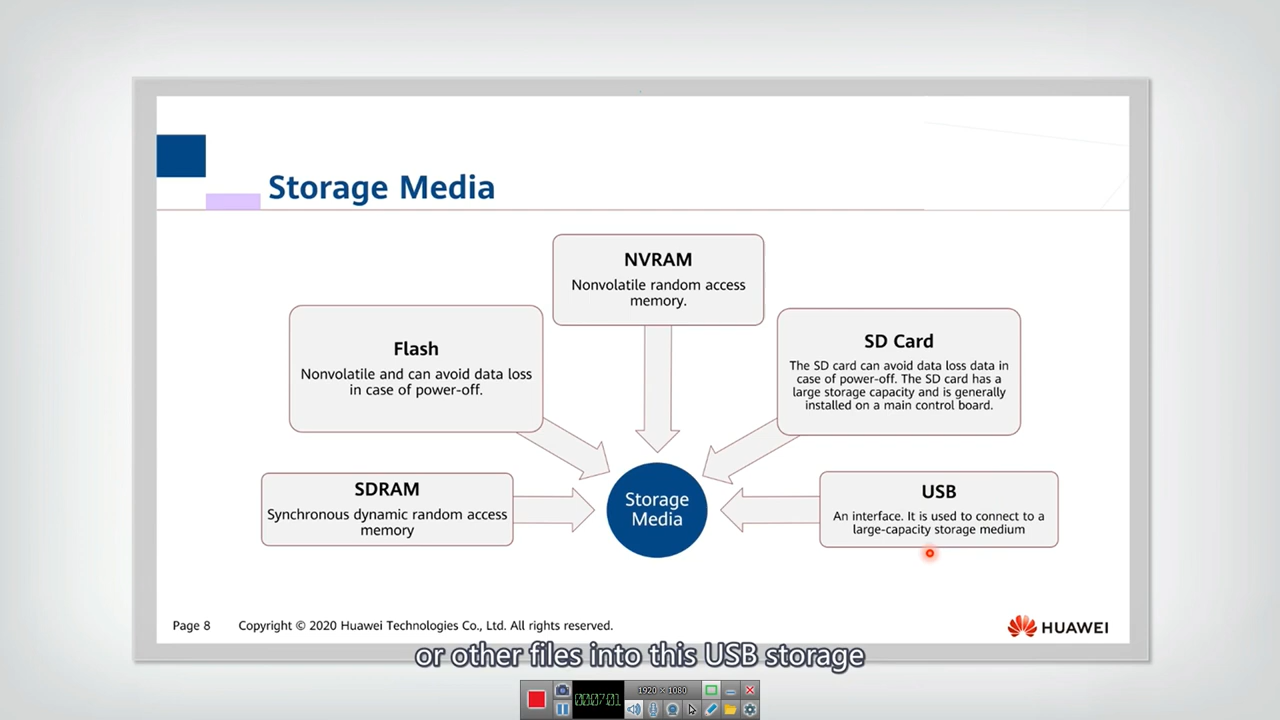 Storage Media
NVRAM
Nonvolatile random access
memory.
Flash
Nonvolatile and can avoid data loss
in case of power-off.
SD Card
The SD card can avoid data loss data in
case of power-off. The SD card has a
large storage capacity and is generally
installed on a main control board.
SDRAM
Synchronous dynamic random access
memory
Storage
Media
USB
An interface. It is used to connect to a
large-capacity storage medium
Page 8
Copyright © 2020 Huawei Technologies Co., Ltd. All rights reserved.
HUAWEI
or other files into this USB storage
1920 × 1080
000701